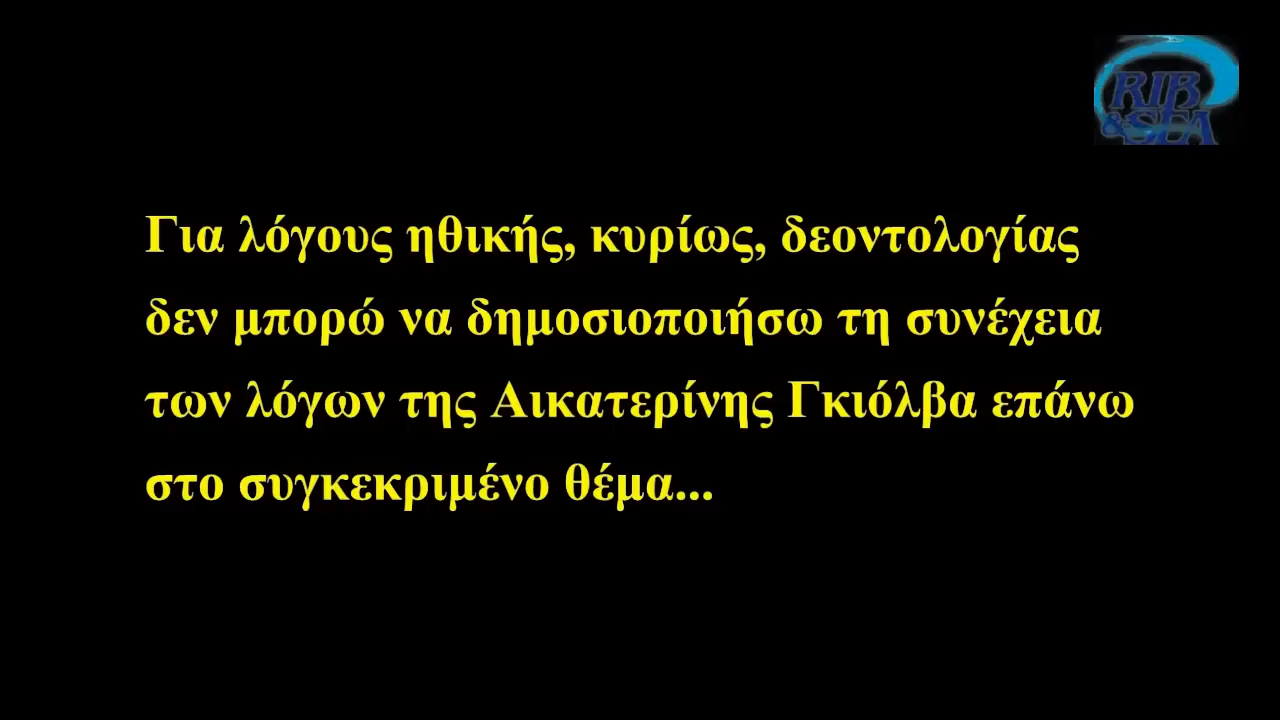 RIB
& SEA
Για λόγους ηθικής, κυρίως, δεοντολογίας
δεν μπορώ να δημοσιοποιήσω τη συνέχεια
των λόγων της Αικατερίνης Γκιόλβα επάνω
στο συγκεκριμένο θέμα...